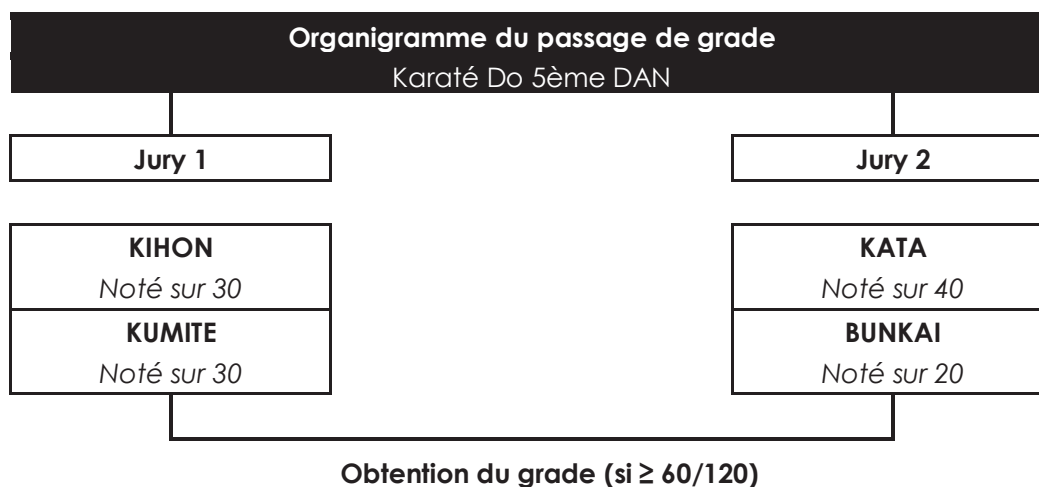 Organigramme du passage de grade
Karaté Do 5ème DAN
Jury 1
Jury 2
KIHON
Noté sur 30
KUMITE
Noté sur 30
KATA
Noté sur 40
BUNKAI
Noté sur 20
Obtention du grade (si ≥ 60/120)